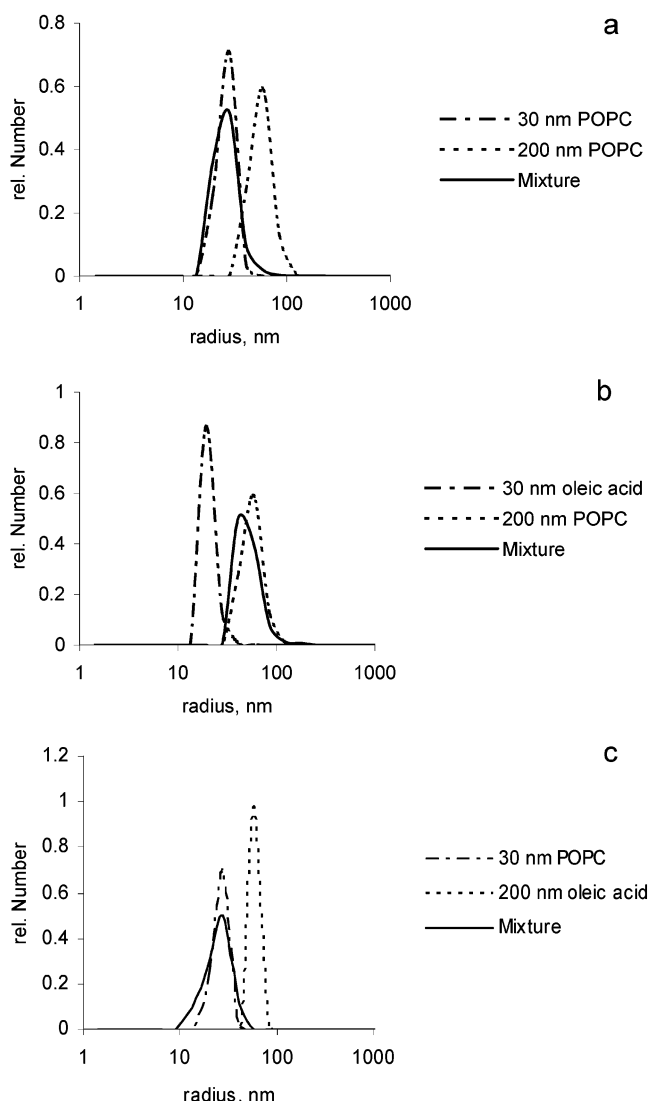 a
0.8
0.6
0.4
0.2
0
rel. Number
1 10 100 1000
radius, nm
30 nm POPC
200 nm POPC
Mixture
b
1
0.8
0.6
0.4
0.2
0
rel. Number
1 10 100 1000
radius, nm
30 nm oleic acid
200 nm POPC
Mixture
c
1.2
1
0.8
0.6
0.4
0.2
0
rel. Number
1 10 100 1000
radius, nm
30 nm POPC
200 nm oleic acid
Mixture